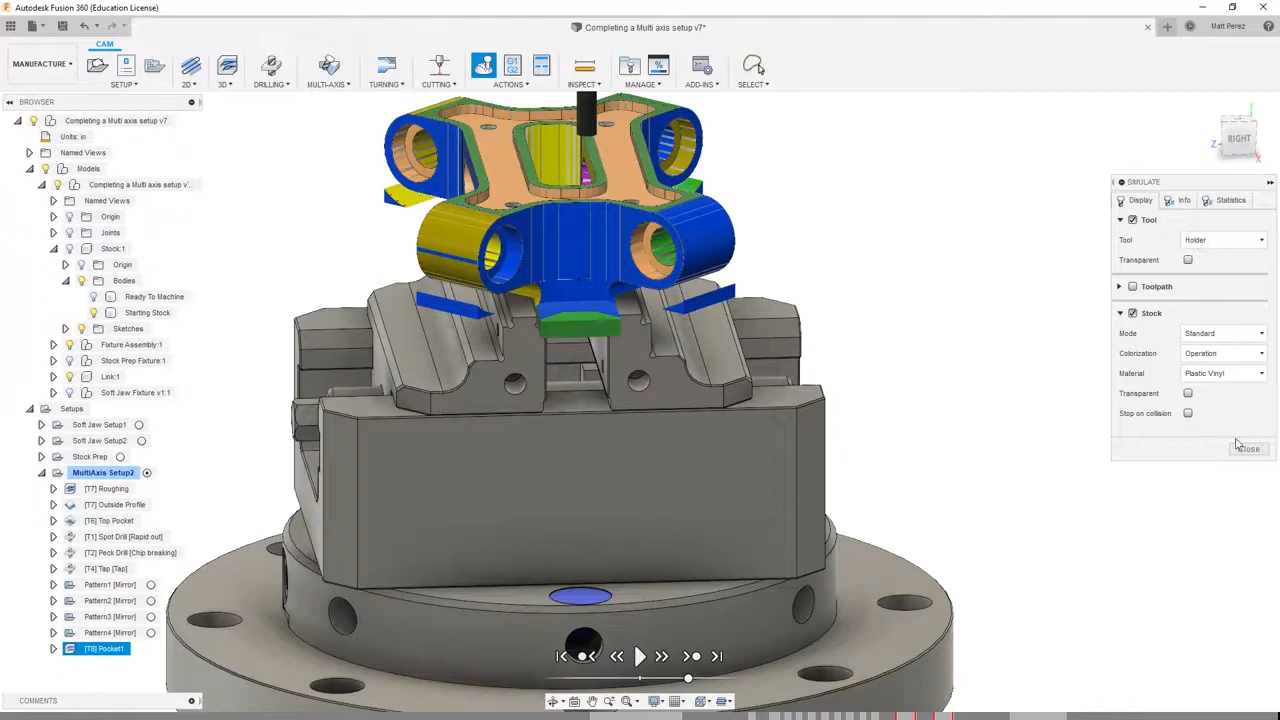 Autodesk Fusion 360 (Education License)
Completing a Multi axis setup v7*
Matt Perez
CAM
MANUFACTURE
SETUP
2D
3D
DRILLING
MULTI-AXIS
TURNING
CUTTING
G1
G2
ACTIONS
INSPECT
MANAGE
ADD-INS
SELECT
BROWSER
Completing a Multi axis setup v7
Units: in
Named Views
Models
Completing a Multi axis setup v'...
Named Views
Origin
Joints
Stock:1
Origin
Bodies
Ready To Machine
Starting Stock
Sketches
Fixture Assembly:1
Stock Prep Fixture:1
Link:1
Soft Jaw Fixture v1:1
Setups
Soft Jaw Setup1
Soft Jaw Setup2
Stock Prep
MultiAxis Setup2
[T7] Roughing
[T7] Outside Profile
[T6] Top Pocket
[T1] Spot Drill [Rapid out]
[T2] Peck Drill [Chip breaking]
[T4] Tap [Tap]
Pattern1 [Mirror]
Pattern2 [Mirror]
Pattern3 [Mirror]
Pattern4 [Mirror]
[T8] Pocket1
COMMENTS
RIGHT
Z
X
SIMULATE
Display
Info
Statistics
Tool
Tool
Holder
Transparent
Toolpath
Stock
Mode
Standard
Colorization
Operation
Material
Plastic Vinyl
Transparent
Stop on collision
Close